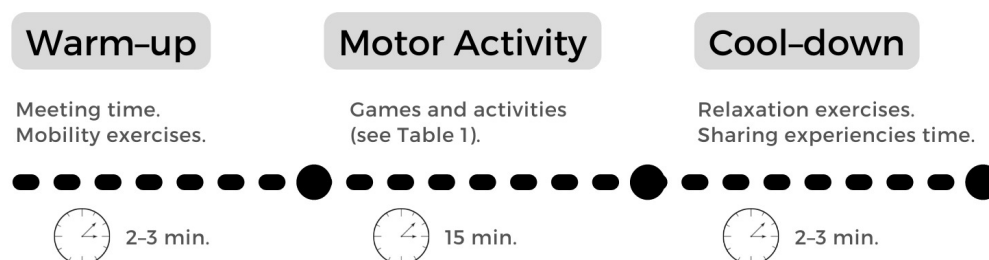 Warm–up
Meeting time.
Mobility exercises.
2–3 min.
Motor Activity
Games and activities
(see Table 1).
15 min.
Cool–down
Relaxation exercises.
Sharing experiencies time.
2–3 min.